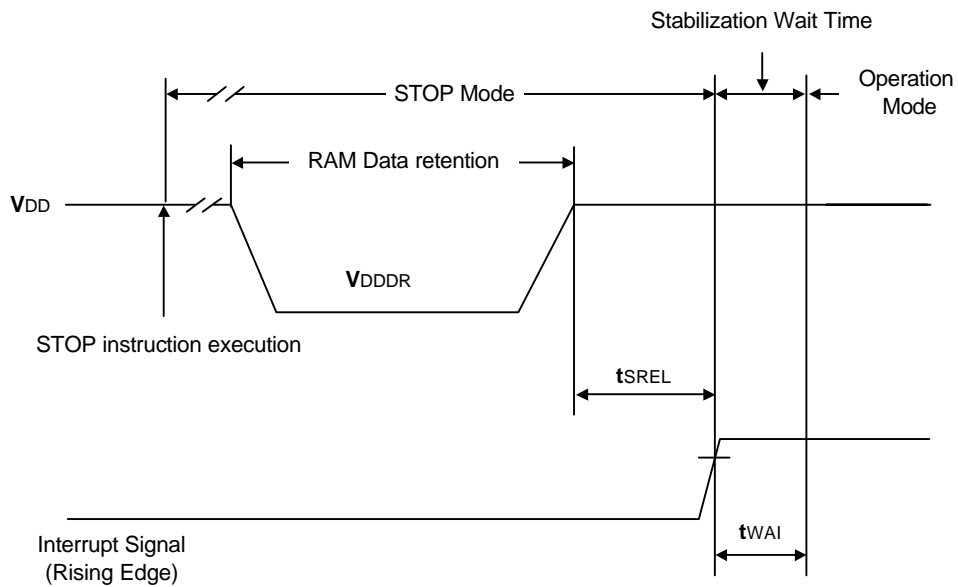 Stabilization Wait Time
STOP Mode
Operation
Mode
RAM Data retention
VDD
VDDDR
STOP instruction execution
tSREL
Interrupt Signal
(Rising Edge)
tWAI